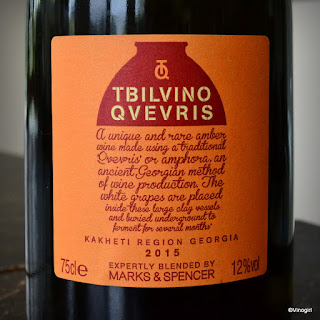 TQ
TBILVINO
QVEVRIS
A unique and rare amber
wine made using a traditional
'Qvevris' or amphora, an
ancient Georgian method
of wine production. The
white grapes are placed
inside these large clay vessels
and buried underground to
ferment for several months
KAKHETI REGION GEORGIA
2015
75cl e EXPERTLY BLENDED BY 12%vol
MARKS & SPENCER
©Vinogirl